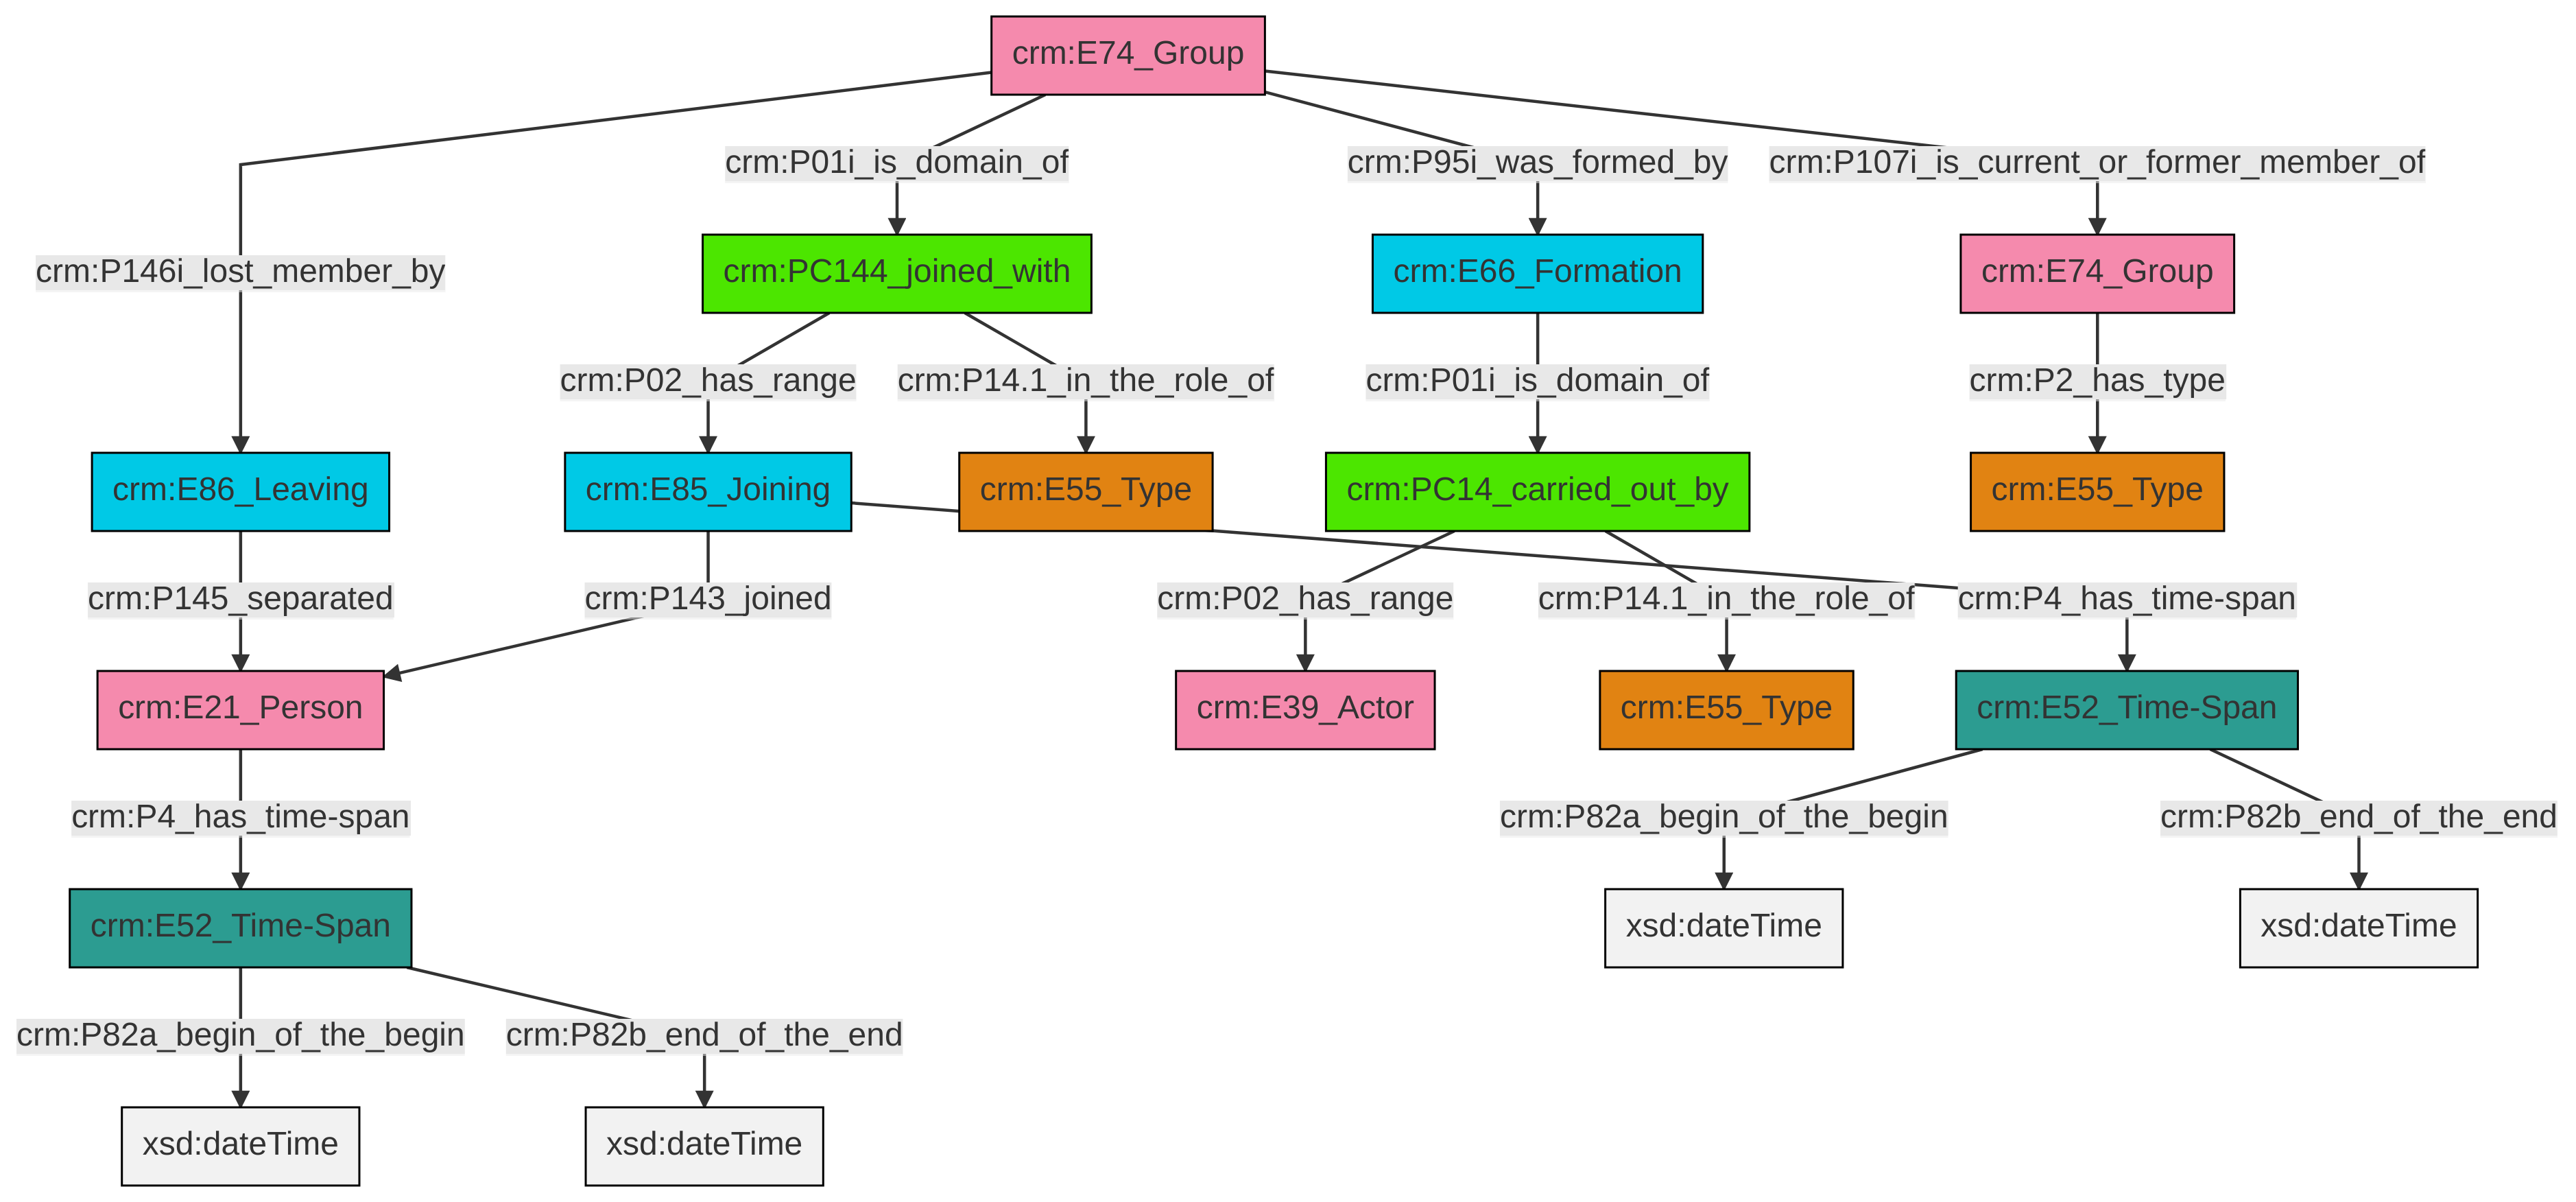 crm:E74_Group
crm:P01i_is_domain_of
crm:P95i_was_formed_by
crm:P107i_is_current_or_former_member_of
crm:P146i_lost_member_by
crm:PC144_joined_with
crm:E66_Formation
crm:E74_Group
crm:P02_has_range
crm:P14.1_in_the_role_of
crm:P01i_is_domain_of
crm:P2_has_type
crm:E86_Leaving
crm:E85_Joining
crm:E55_Type
crm:PC14_carried_out_by
crm:E55_Type
crm:P145_separated
crm:P143_joined
crm:P02_has_range
crm:P14.1_in_the_role_of
crm:P4_has_time-span
crm:E21_Person
crm:E39_Actor
crm:E55_Type
crm:E52_Time-Span
crm:P4_has_time-span
crm:P82a_begin_of_the_begin
crm:P82b_end_of_the_end
crm:E52_Time-Span
xsd:dateTime
xsd:dateTime
crm:P82a_begin_of_the_begin
crm:P82b_end_of_the_end
xsd:dateTime
xsd:dateTime